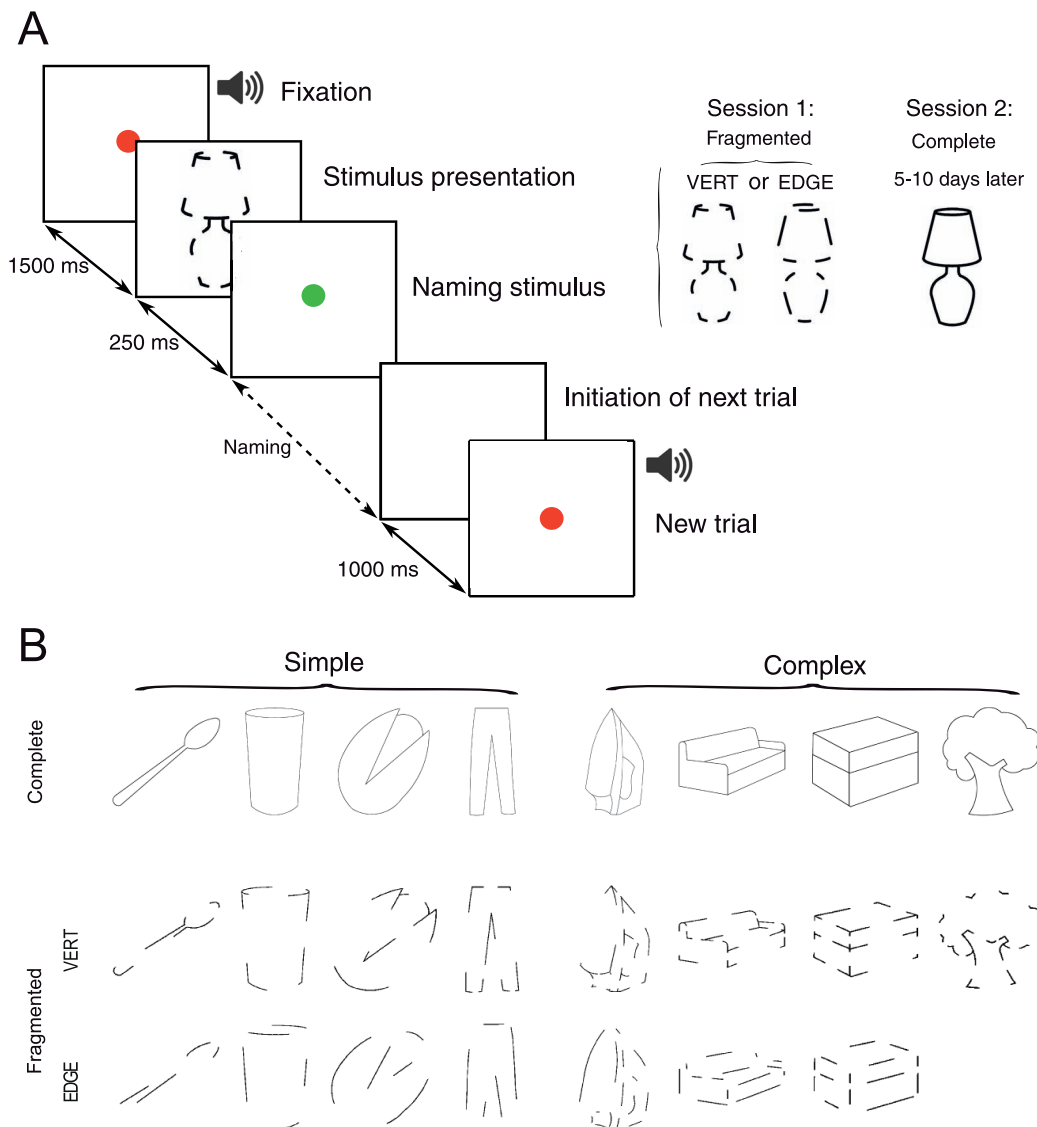 A
Fixation
Stimulus presentation
Naming stimulus
Initiation of next trial
New trial
1500 ms
250 ms
Naming
1000 ms
Session 1:
Fragmented
VERT or EDGE
Session 2:
Complete
5-10 days later
B
Simple
Complex
Complete
Fragmented
VERT
EDGE